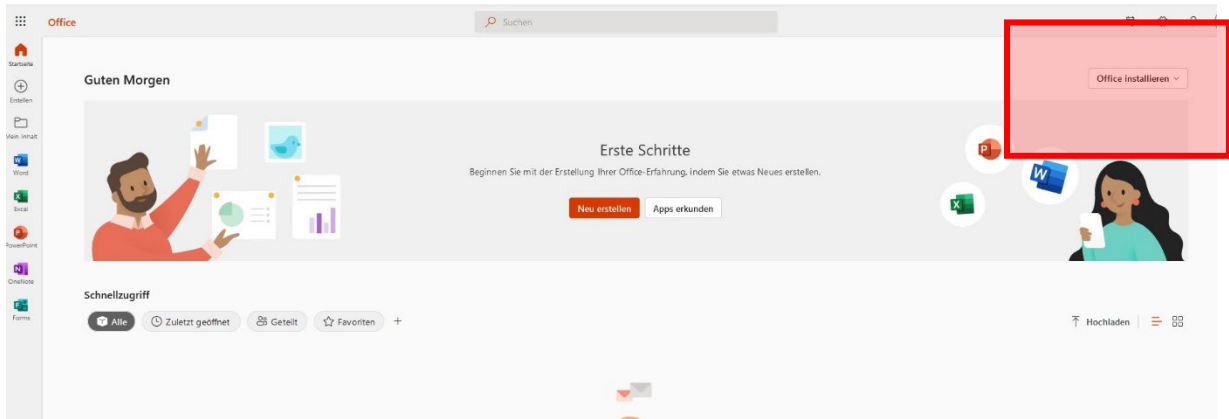 Office
Suchen
Startseite
Erstellen
Mein Inhalt
Word
Excel
PowerPoint
OneNote
Forms
Guten Morgen
Office installieren
Erste Schritte
Beginnen Sie mit der Erstellung Ihrer Office-Erfahrung, indem Sie etwas Neues erstellen.
Neu erstellen Apps erkunden
P
W
X
Schnellzugriff
Alle Zuletzt geöffnet Geteilt Favoriten +
Hochladen